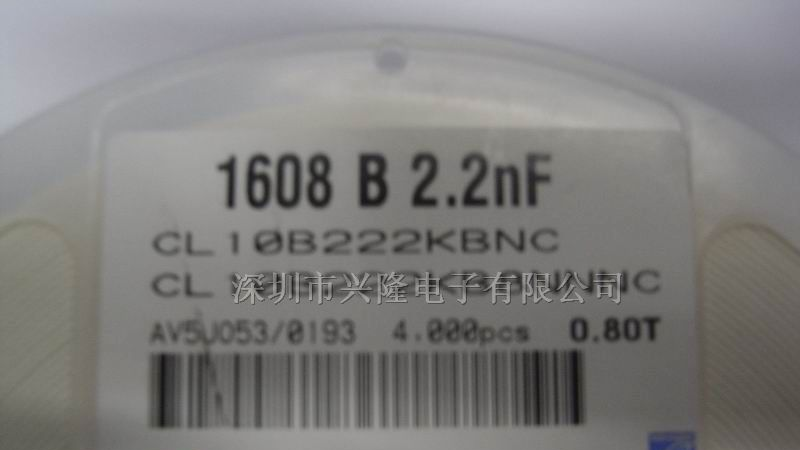 1608 B 2.2nF
CL10B222KBNC
CL
深圳市兴隆电子有限公司
AV5U053/0193 4.000pcs 0.80T